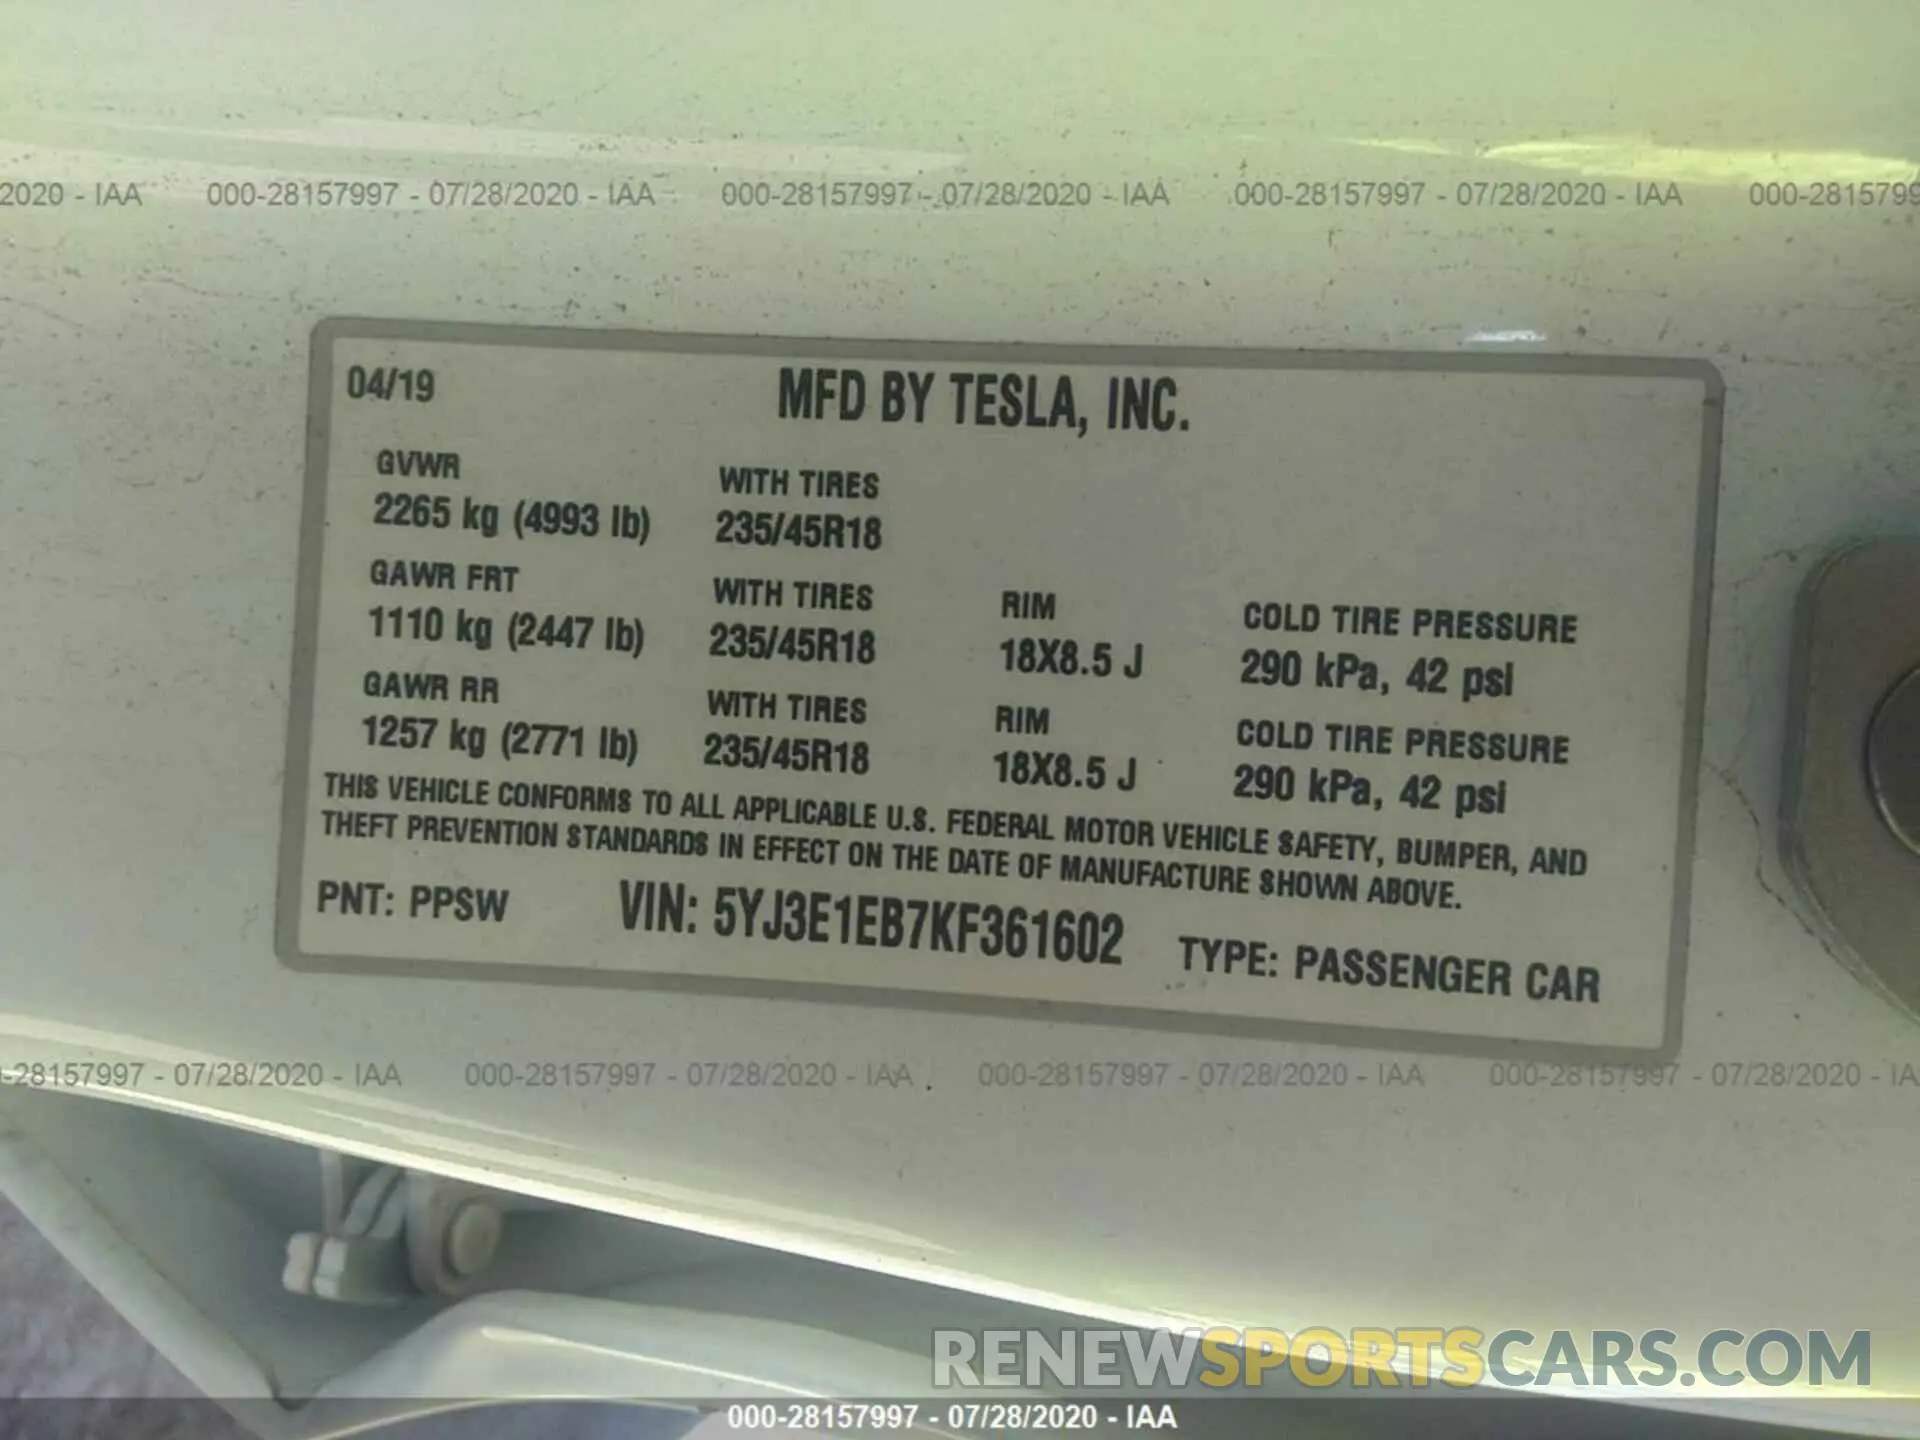 2020 - IAA 000-28157997 - 07/28/2020 - IAA 000-28157997 - 07/28/2020 - IAA 000-28157997 - 07/28/2020 - IAA 000-2815799
04/19 MFD BY TESLA, INC.
GVWR WITH TIRES
2265 kg (4993 lb) 235/45R18
GAWR FRT WITH TIRES RIM COLD TIRE PRESSURE
1110 kg (2447 lb) 235/45R18 18X8.5 J 290 kPa, 42 psi
GAWR RR WITH TIRES RIM COLD TIRE PRESSURE
1257 kg (2771 lb) 235/45R18 18X8.5 J 290 kPa, 42 psi
THIS VEHICLE CONFORMS TO ALL APPLICABLE U.S. FEDERAL MOTOR VEHICLE SAFETY, BUMPER, AND
THEFT PREVENTION STANDARDS IN EFFECT ON THE DATE OF MANUFACTURE SHOWN ABOVE.
PNT: PPSW VIN: 5YJ3E1EB7KF361602 TYPE: PASSENGER CAR
-28157997 - 07/28/2020 - IAA 000-28157997 - 07/28/2020 - IAA 000-28157997 - 07/28/2020 - IAA 000-28157997 - 07/28/2020 - IA
RENEWSPORTSCARS.COM
000-28157997 - 07/28/2020 - IAA